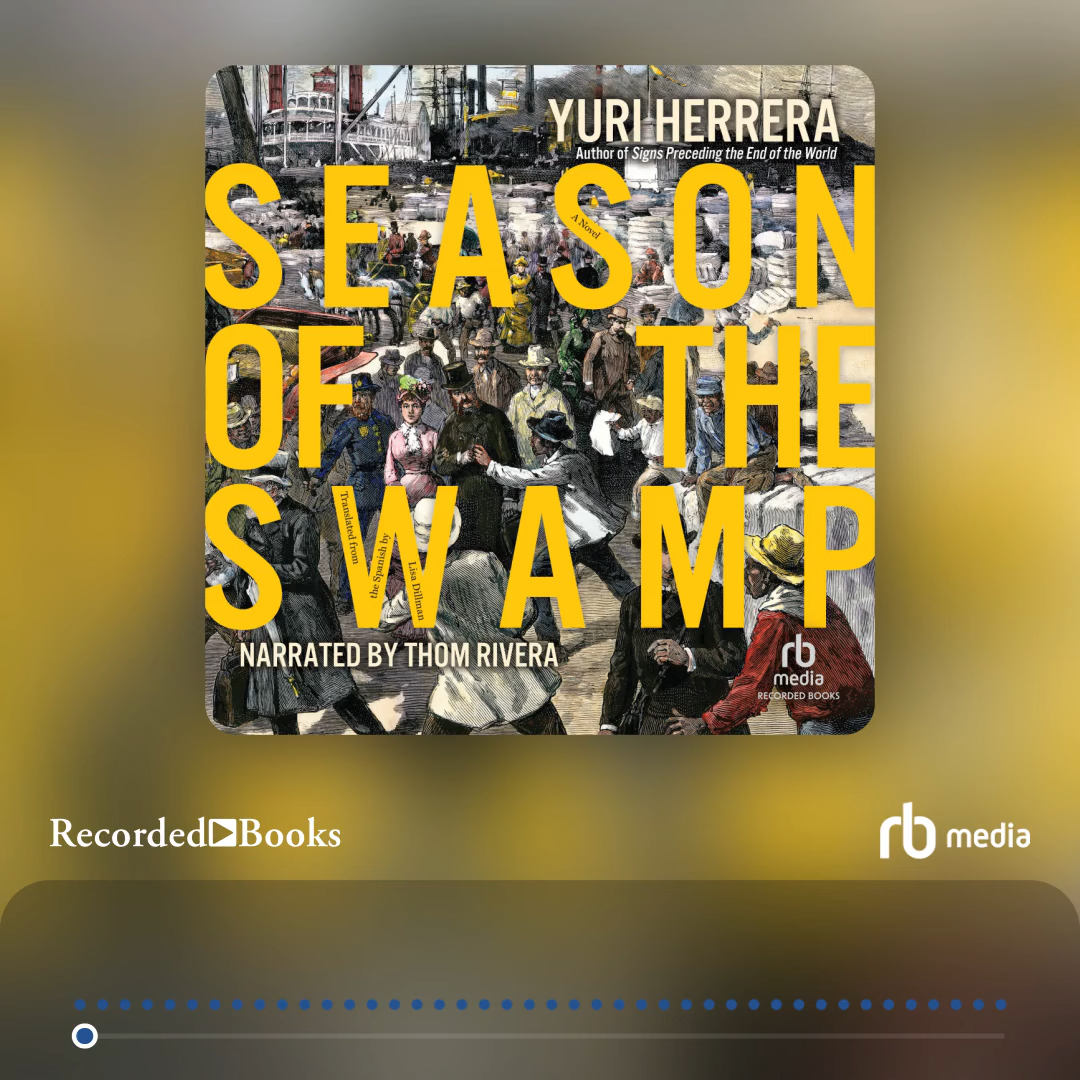 YURI HERRERA
Author of Signs Preceding the End of the World
SEASON
A Novel
OF THE
SWAMP
Translated from
the Spanish by
Lisa Dillman
NARRATED BY THOM RIVERA
rb
media
RECORDED BOOKS
Recorded Books
rb media